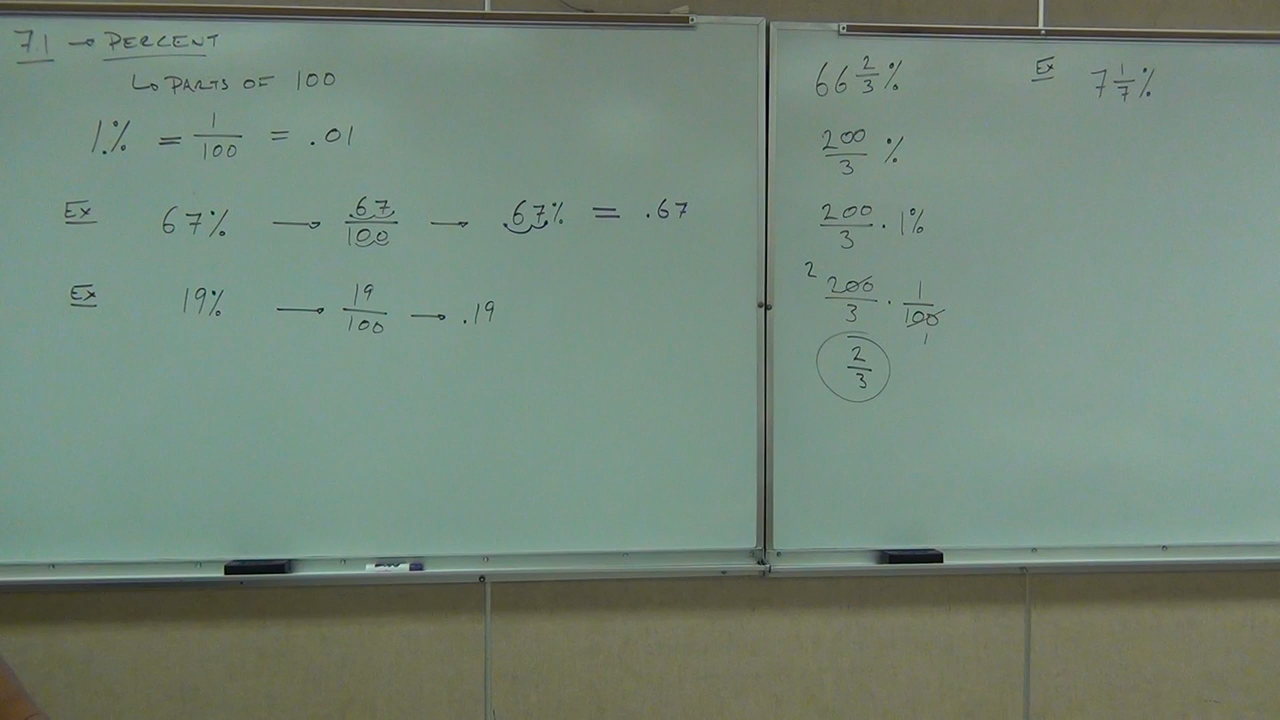 71 → PERCENT
↳ PARTS OF 100
1.% = 1/100 = .01
Ex 67% → 67/100 → .67% = .67
Ex 19% → 19/100 → .19
66 2/3 %
200/3 %
200/3 · 1%
2 200/3 · 1/100 1
2/3
Ex 7 1/7 %